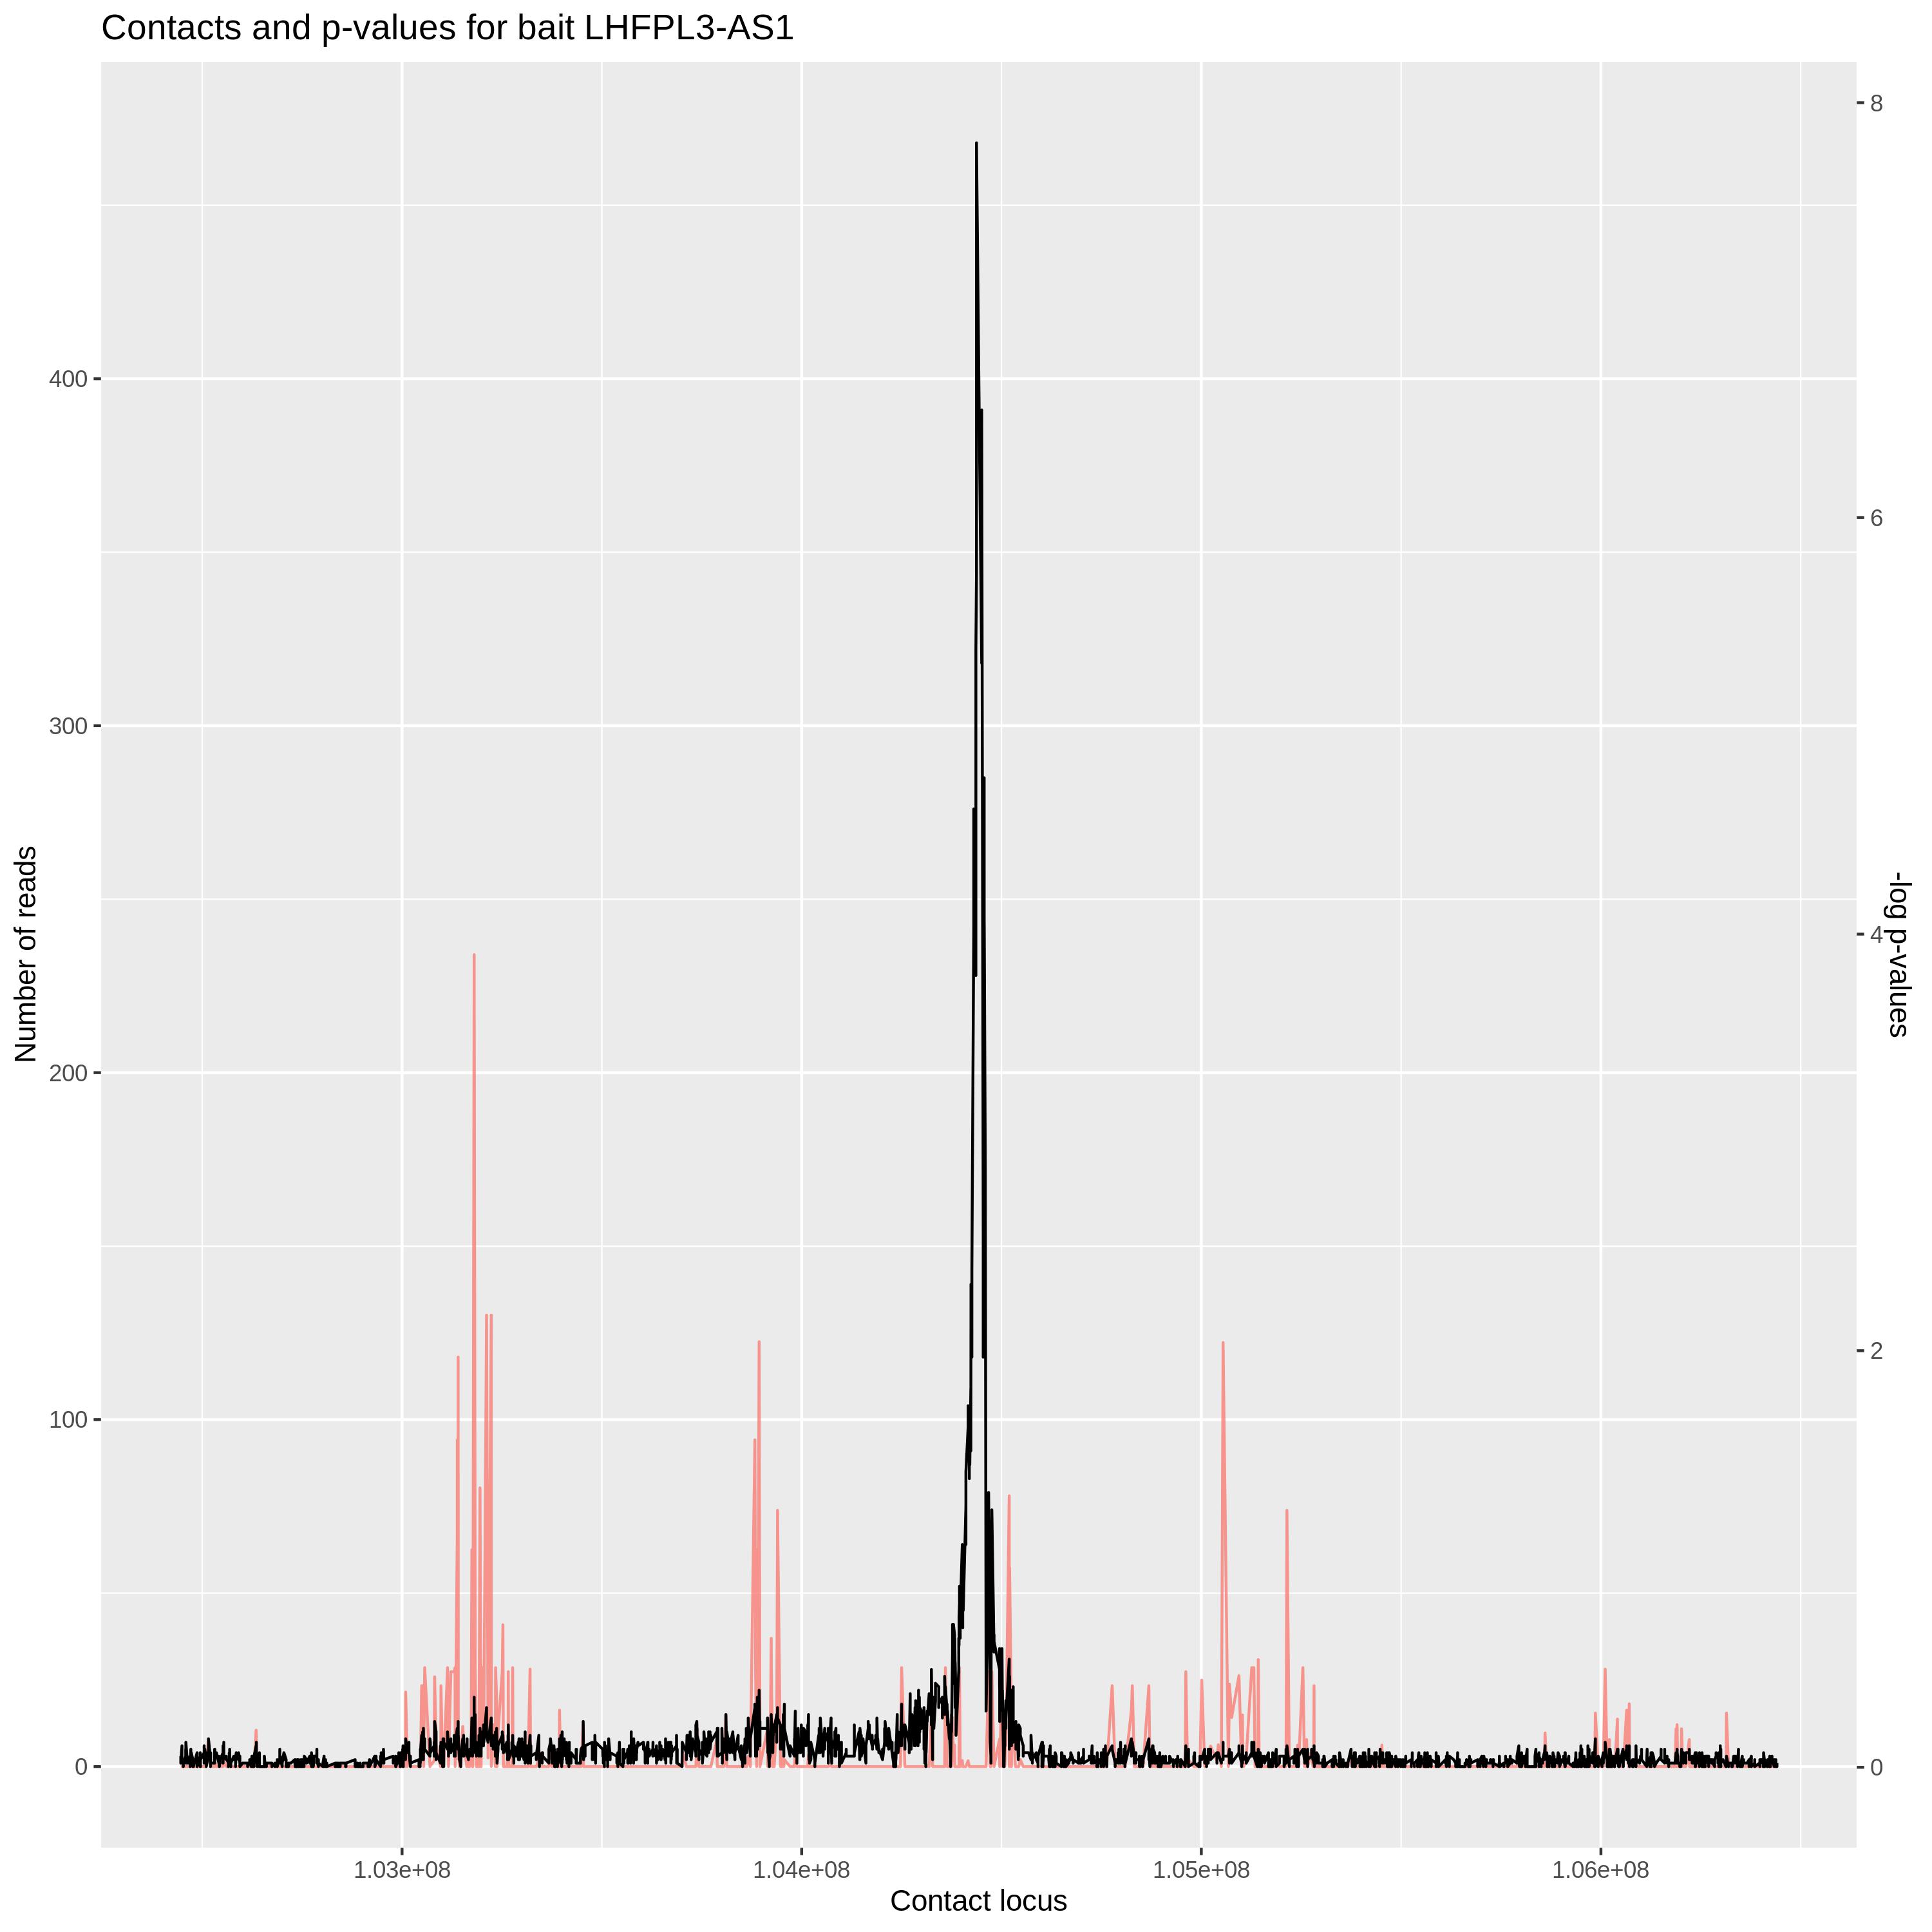 Contacts and p-values for bait LHFPL3-AS1
8
400
6
300
4
200
2
100
0
0
Number of reads
-log p-values
1.03e+08
1.04e+08
1.05e+08
1.06e+08
Contact locus